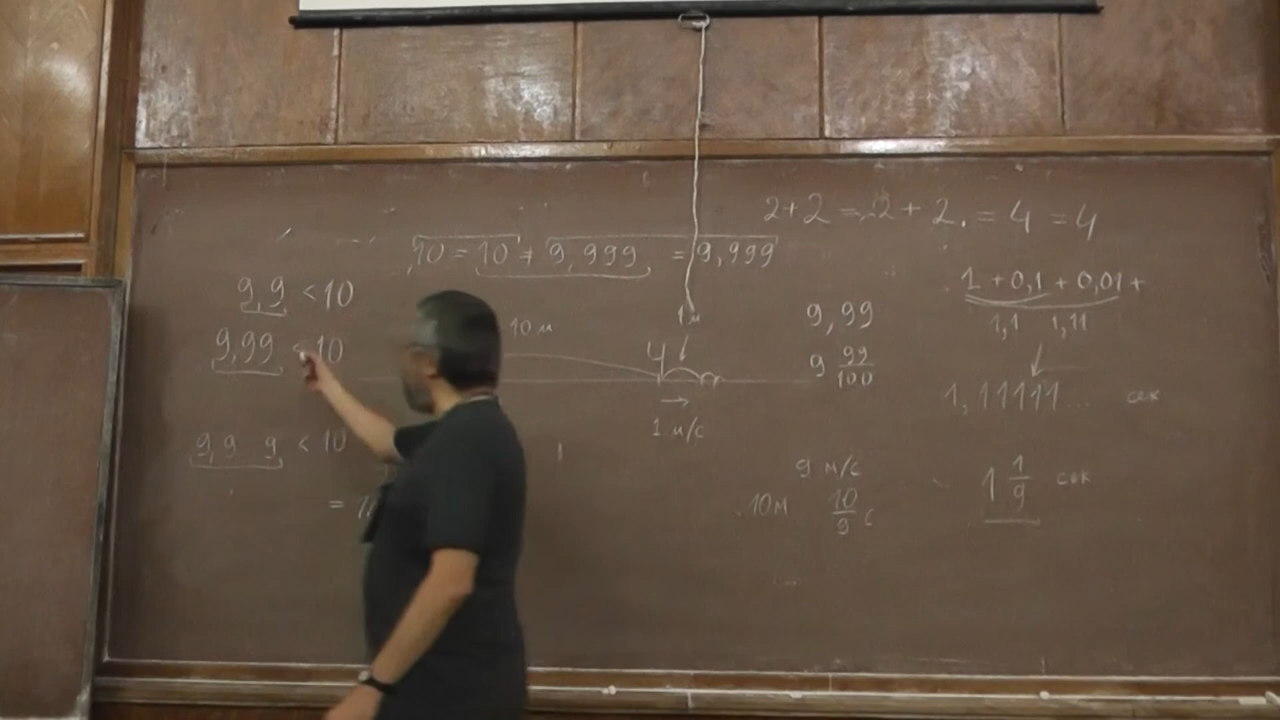 2+2 = 2+2. = 4 = 4
10 = 10 + 9,999 = 9,999
9,9 < 10
9,99 < 10
9,9 9 < 10
=
10 м
1м
Ч
1 м/с
9,99
9 99/100
9 м/с
10м 10/9 с
1 + 0,1 + 0,01 +
1,1 1,11
1,11111... сек
1 1/9 сек